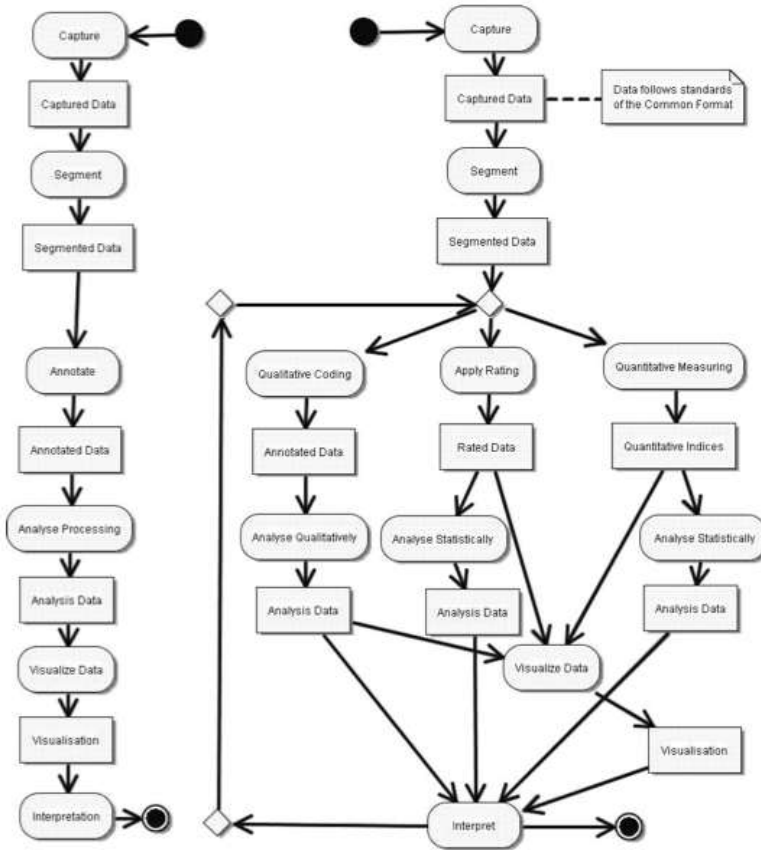 Capture
Captured Data
Segment
Segmented Data
Annotate
Annotated Data
Analyse Processing
Analysis Data
Visualize Data
Visualisation
Interpretation
Capture
Captured Data
Data follows standards
of the Common Format
Segment
Segmented Data
Qualitative Coding
Apply Rating
Quantitative Measuring
Annotated Data
Rated Data
Quantitative Indices
Analyse Qualitatively
Analyse Statistically
Analyse Statistically
Analysis Data
Analysis Data
Analysis Data
Visualize Data
Visualisation
Interpret